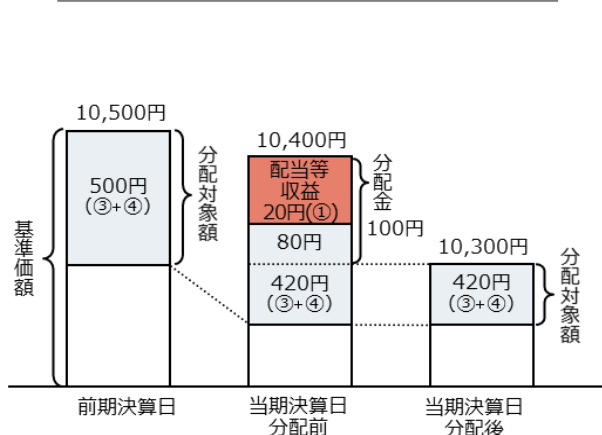 10,500円
500円
(③+④)
分配対象額
基準価額
10,400円
配当等
収益
20円(①)
80円
420円
(③+④)
分配金
100円
10,300円
420円
(③+④)
分配対象額
前期決算日
当期決算日
分配前
当期決算日
分配後